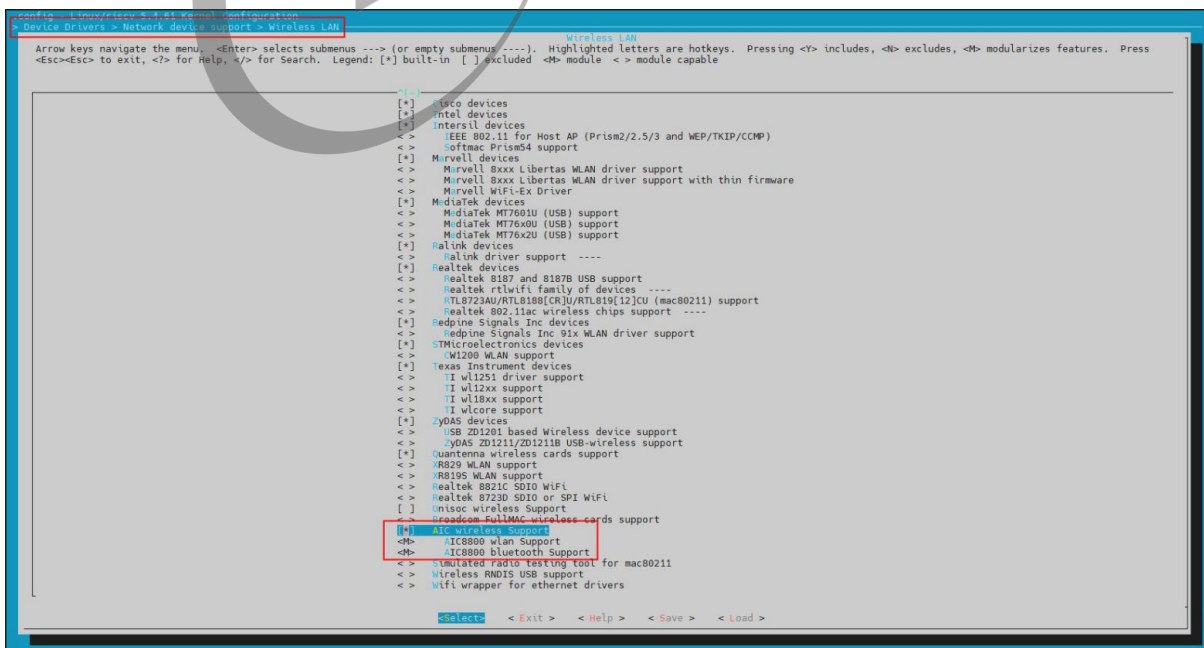 .config - Linux/riscv 5.4.61 Kernel Configuration
> Device Drivers > Network device support > Wireless LAN
Wireless LAN
Arrow keys navigate the menu. <Enter> selects submenus ---> (or empty submenus ----). Highlighted letters are hotkeys. Pressing <Y> includes, <N> excludes, <M> modularizes features. Press
<Esc><Esc> to exit, <?> for Help, </> for Search. Legend: [*] built-in [ ] excluded <M> module < > module capable
^(-)
[*] Cisco devices
[*] Intel devices
[*] Intersil devices
< > IEEE 802.11 for Host AP (Prism2/2.5/3 and WEP/TKIP/CCMP)
< > Softmac Prism54 support
[*] Marvell devices
< > Marvell 8xxx Libertas WLAN driver support
< > Marvell 8xxx Libertas WLAN driver support with thin firmware
< > Marvell WiFi-Ex Driver
[*] MediaTek devices
< > MediaTek MT7601U (USB) support
< > MediaTek MT76x0U (USB) support
< > MediaTek MT76x2U (USB) support
[*] Ralink devices
< > Ralink driver support ----
[*] Realtek devices
< > Realtek 8187 and 8187B USB support
< > Realtek rtlwifi family of devices ----
< > RTL8723AU/RTL8188[CR]U/RTL819[12]CU (mac80211) support
< > Realtek 802.11ac wireless chips support ----
[*] Redpine Signals Inc devices
< > Redpine Signals Inc 91x WLAN driver support
[*] STMicroelectronics devices
< > CW1200 WLAN support
[*] Texas Instrument devices
< > TI wl1251 driver support
< > TI wl12xx support
< > TI wl18xx support
< > TI wlcore support
[*] ZyDAS devices
< > USB ZD1201 based Wireless device support
< > ZyDAS ZD1211/ZD1211B USB-wireless support
[*] Quantenna wireless cards support
< > XR829 WLAN support
< > XR819S WLAN support
< > Realtek 8821C SDIO WiFi
< > Realtek 8723D SDIO or SPI WiFi
[ ] Unisoc wireless Support
< > Broadcom FullMAC wireless cards support
[*] AIC wireless Support
<M> AIC8800 wlan Support
<M> AIC8800 bluetooth Support
< > Simulated radio testing tool for mac80211
< > Wireless RNDIS USB support
< > Wifi wrapper for ethernet drivers
<Select> < Exit > < Help > < Save > < Load >